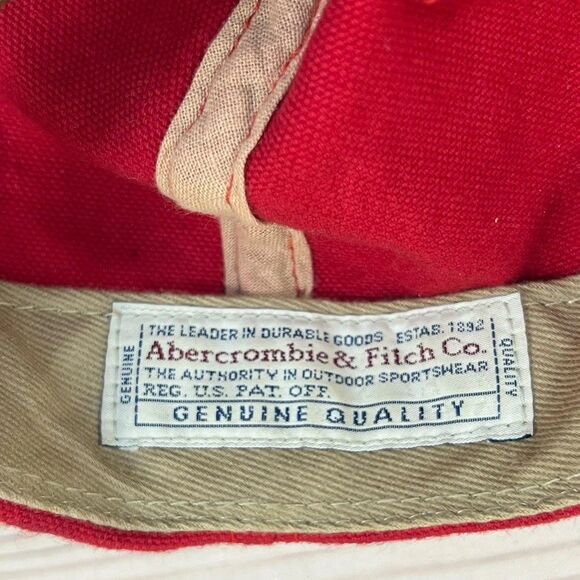 THE LEADER IN DURABLE GOODS ESTAB. 1892
Abercrombie & Fitch Co.
THE AUTHORITY IN OUTDOOR SPORTSWEAR
REG. U.S. PAT. OFF.
GENUINE QUALITY
GENUINE
QUALITY